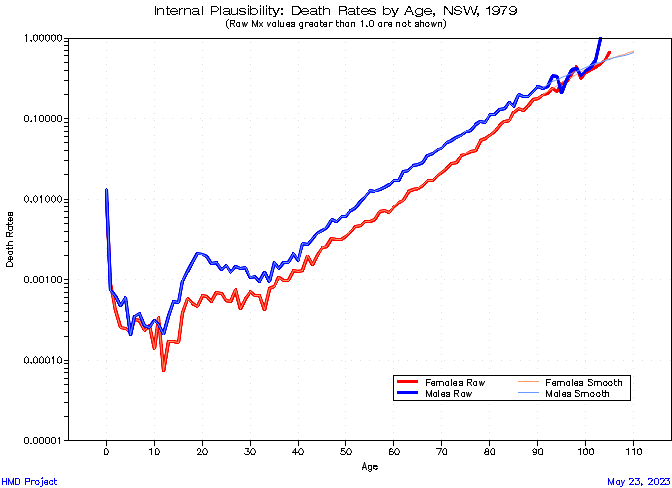 Internal Plausibility: Death Rates by Age, NSW, 1979
(Raw Mx values greater than 1.0 are not shown)
1.00000
0.10000
0.01000
0.00100
0.00010
0.00001
Death Rates
0 10 20 30 40 50 60 70 80 90 100 110
Age
Females Raw Females Smooth
Males Raw Males Smooth
HMD Project May 23, 2023